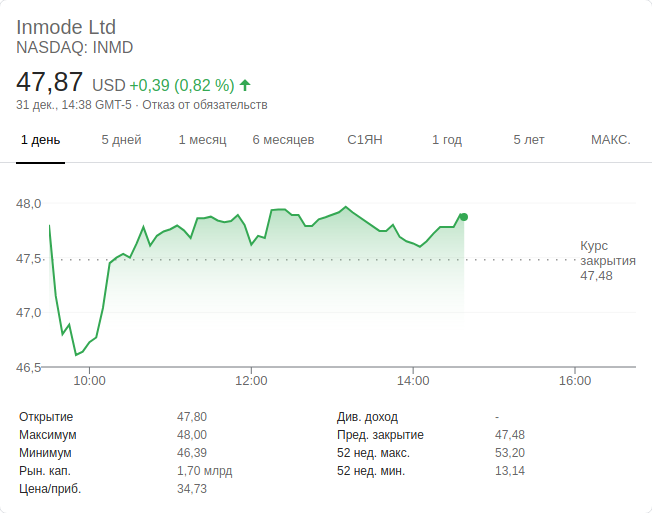 Inmode Ltd
NASDAQ: INMD
47,87 USD +0,39 (0,82 %)
31 дек., 14:38 GMT-5 · Отказ от обязательств
1 день 5 дней 1 месяц 6 месяцев С1ЯН 1 год 5 лет МАКС.
48,0
47,5
47,0
46,5
Курс
закрытия
47,48
10:00 12:00 14:00 16:00
Открытие 47,80
Максимум 48,00
Минимум 46,39
Рын. кап. 1,70 млрд
Цена/приб. 34,73
Див. доход -
Пред. закрытие 47,48
52 нед. макс. 53,20
52 нед. мин. 13,14